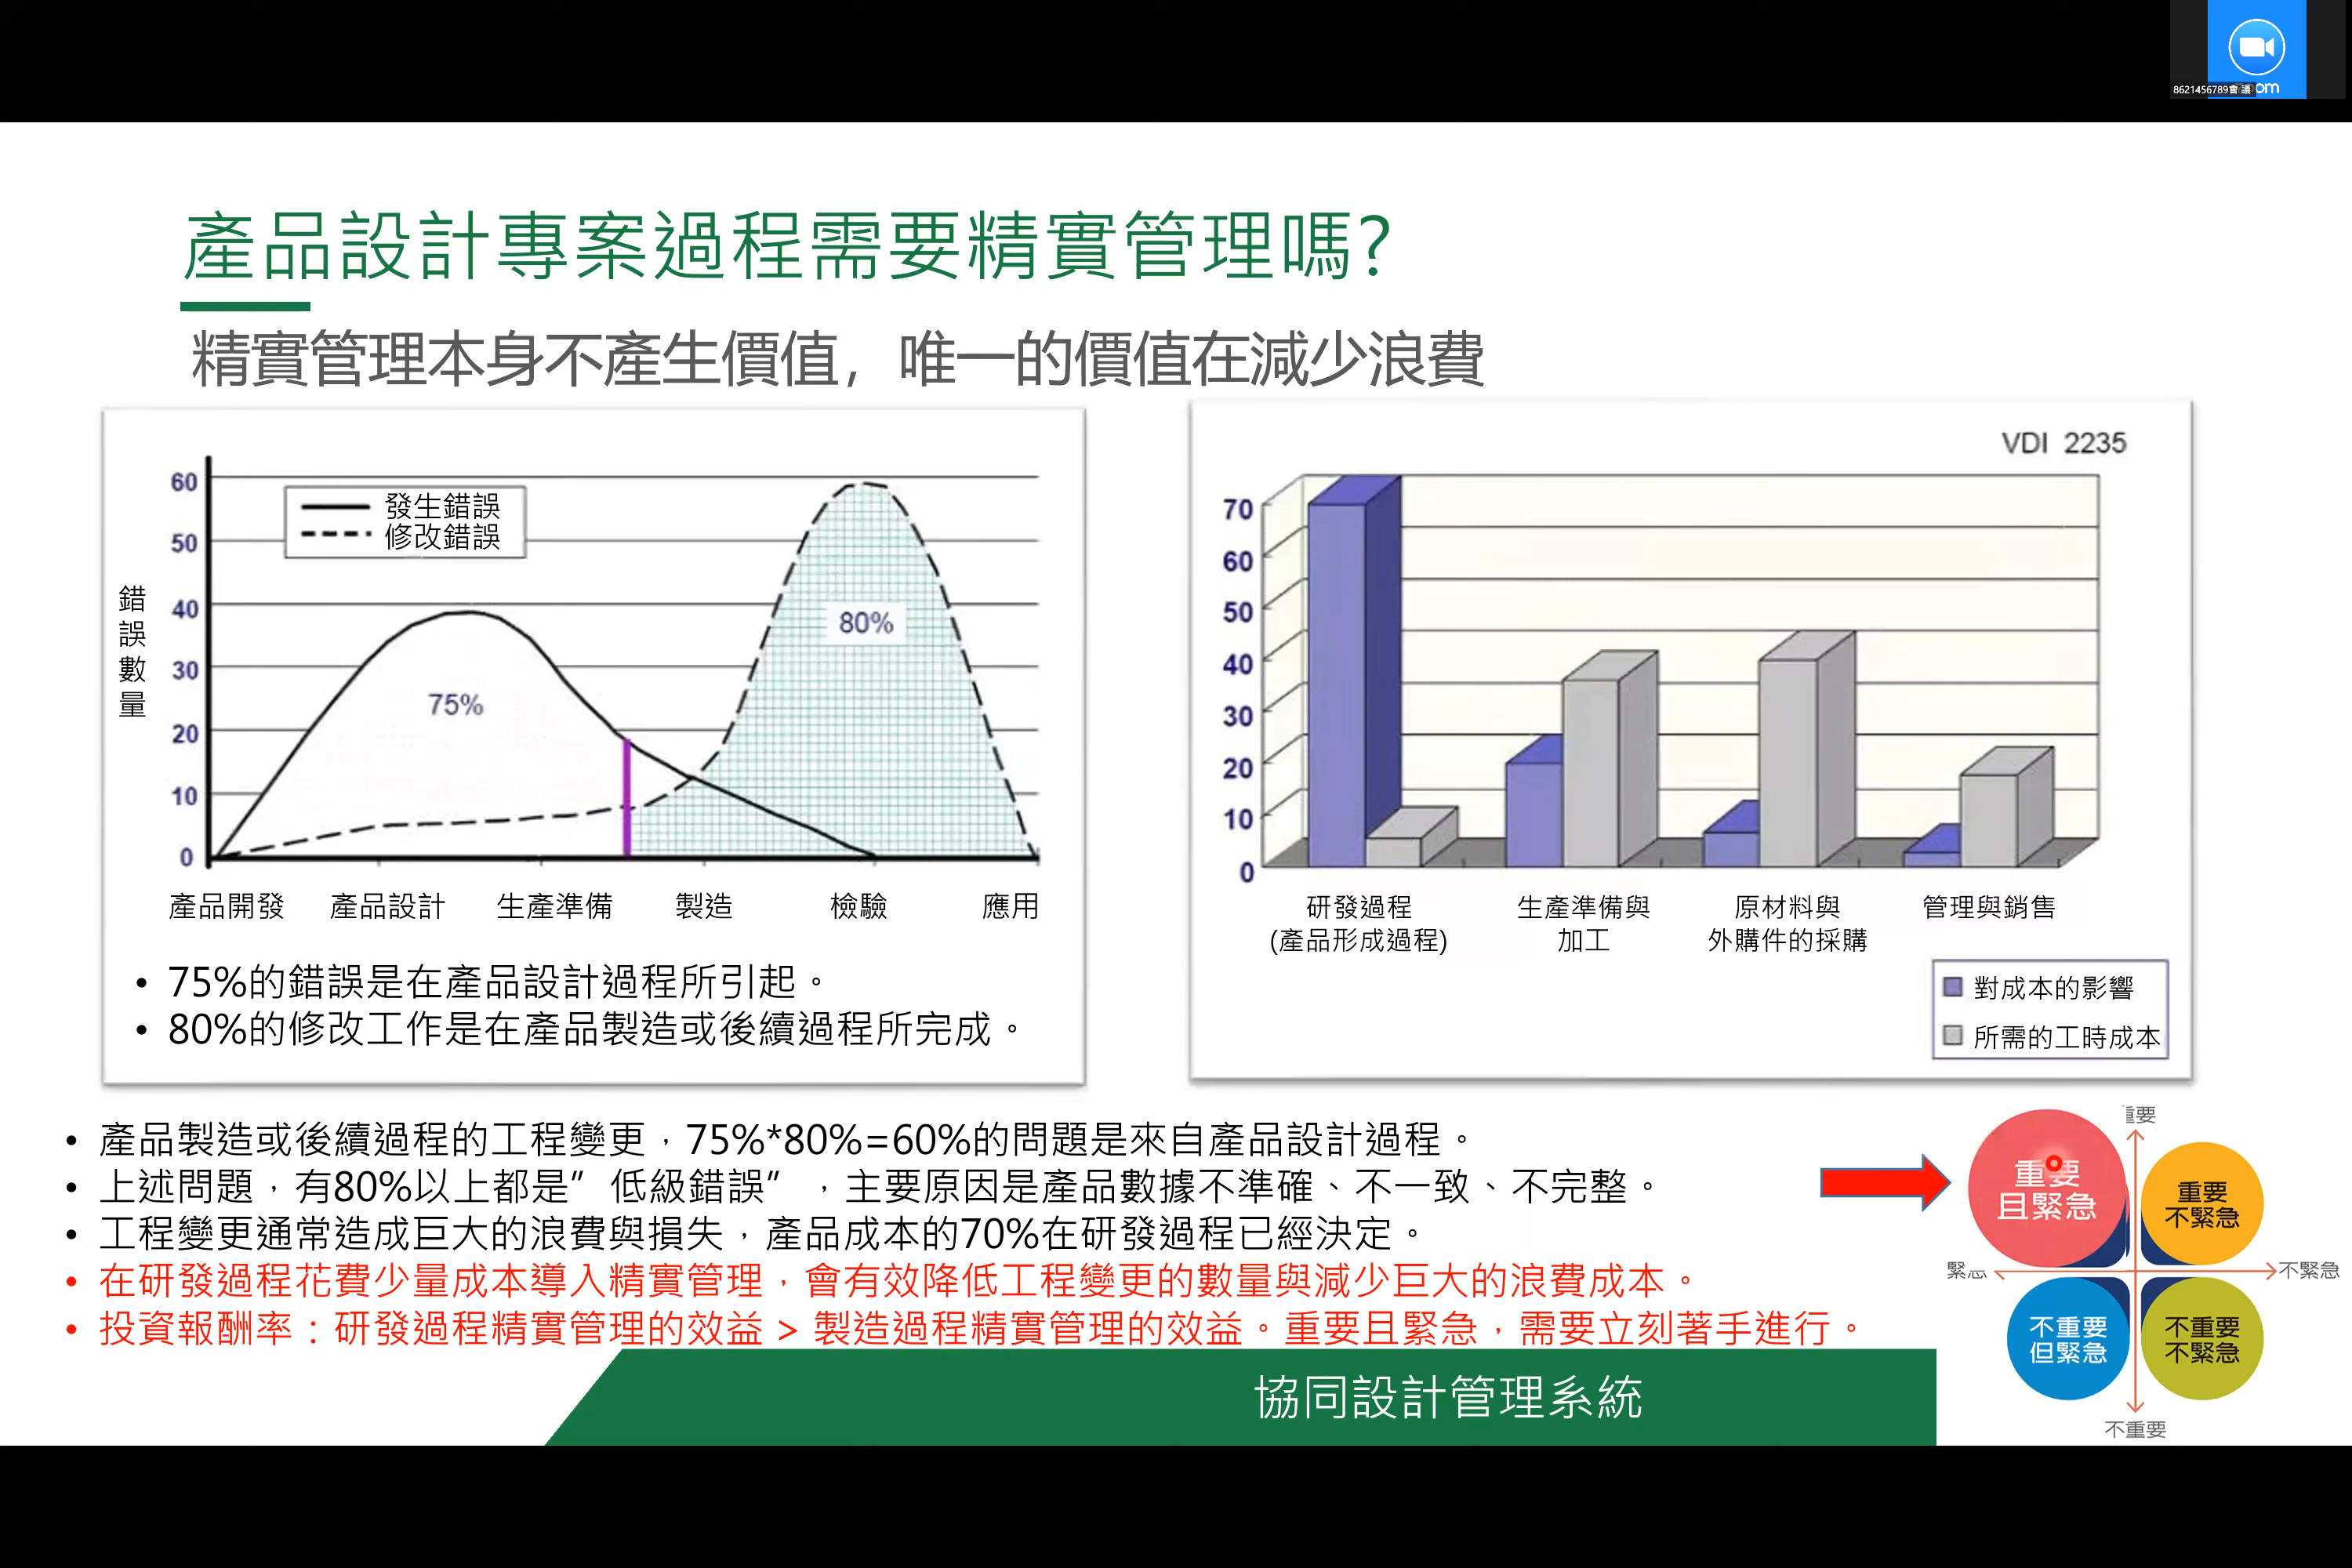 8621456789會議
om
產品設計專案過程需要精實管理嗎?
精實管理本身不產生價值，唯一的價值在減少浪費
60
50
40
30
20
10
0
錯誤數量
發生錯誤
修改錯誤
75%
80%
產品開發 產品設計 生產準備 製造 檢驗 應用
• 75%的錯誤是在產品設計過程所引起。
• 80%的修改工作是在產品製造或後續過程所完成。
VDI 2235
70
60
50
40
30
20
10
0
研發過程
(產品形成過程)
生產準備與
加工
原材料與
外購件的採購
管理與銷售
對成本的影響
所需的工時成本
• 產品製造或後續過程的工程變更，75%*80%=60%的問題是來自產品設計過程。
• 上述問題，有80%以上都是”低級錯誤”，主要原因是產品數據不準確、不一致、不完整。
• 工程變更通常造成巨大的浪費與損失，產品成本的70%在研發過程已經決定。
• 在研發過程花費少量成本導入精實管理，會有效降低工程變更的數量與減少巨大的浪費成本。
• 投資報酬率：研發過程精實管理的效益 > 製造過程精實管理的效益。重要且緊急，需要立刻著手進行。
重要
重要
且緊急
重要
不緊急
緊急
不緊急
不重要
但緊急
不重要
不緊急
不重要
協同設計管理系統